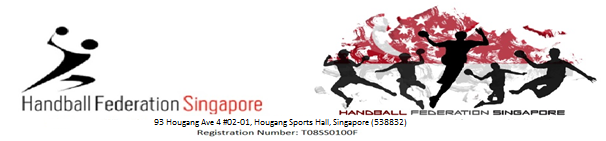 Handball Federation Singapore
HANDBALL FEDERATION SINGAPORE
93 Hougang Ave 4 #02-01, Hougang Sports Hall, Singapore (538832)
Registration Number: T08SS0100F